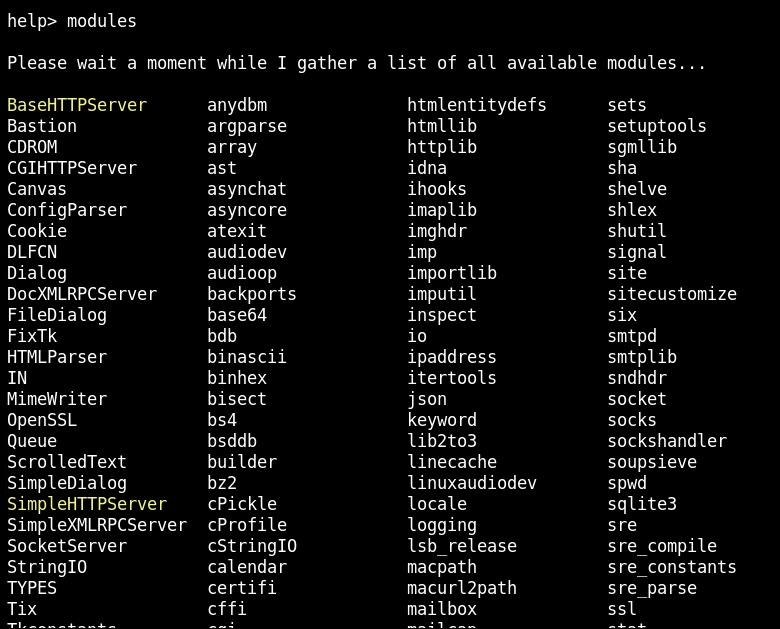 help> modules
Please wait a moment while I gather a list of all available modules...
BaseHTTPServer anydbm htmlentitydefs sets
Bastion argparse htmllib setuptools
CDROM array httplib sgmllib
CGIHTTPServer ast idna sha
Canvas asynchat ihooks shelve
ConfigParser asyncore imaplib shlex
Cookie atexit imghdr shutil
DLFCN audiodev imp signal
Dialog audioop importlib site
DocXMLRPCServer backports imputil sitecustomize
FileDialog base64 inspect six
FixTk bdb io smtpd
HTMLParser binascii ipaddress smtplib
IN binhex itertools sndhdr
MimeWriter bisect json socket
OpenSSL bs4 keyword socks
Queue bsddb lib2to3 sockshandler
ScrolledText builder linecache soupsieve
SimpleDialog bz2 linuxaudiodev spwd
SimpleHTTPServer cPickle locale sqlite3
SimpleXMLRPCServer cProfile logging sre
SocketServer cStringIO lsb_release sre_compile
StringIO calendar macpath sre_constants
TYPES certifi macurl2path sre_parse
Tix cffi mailbox ssl
Tkconstants cgi mailcap stat